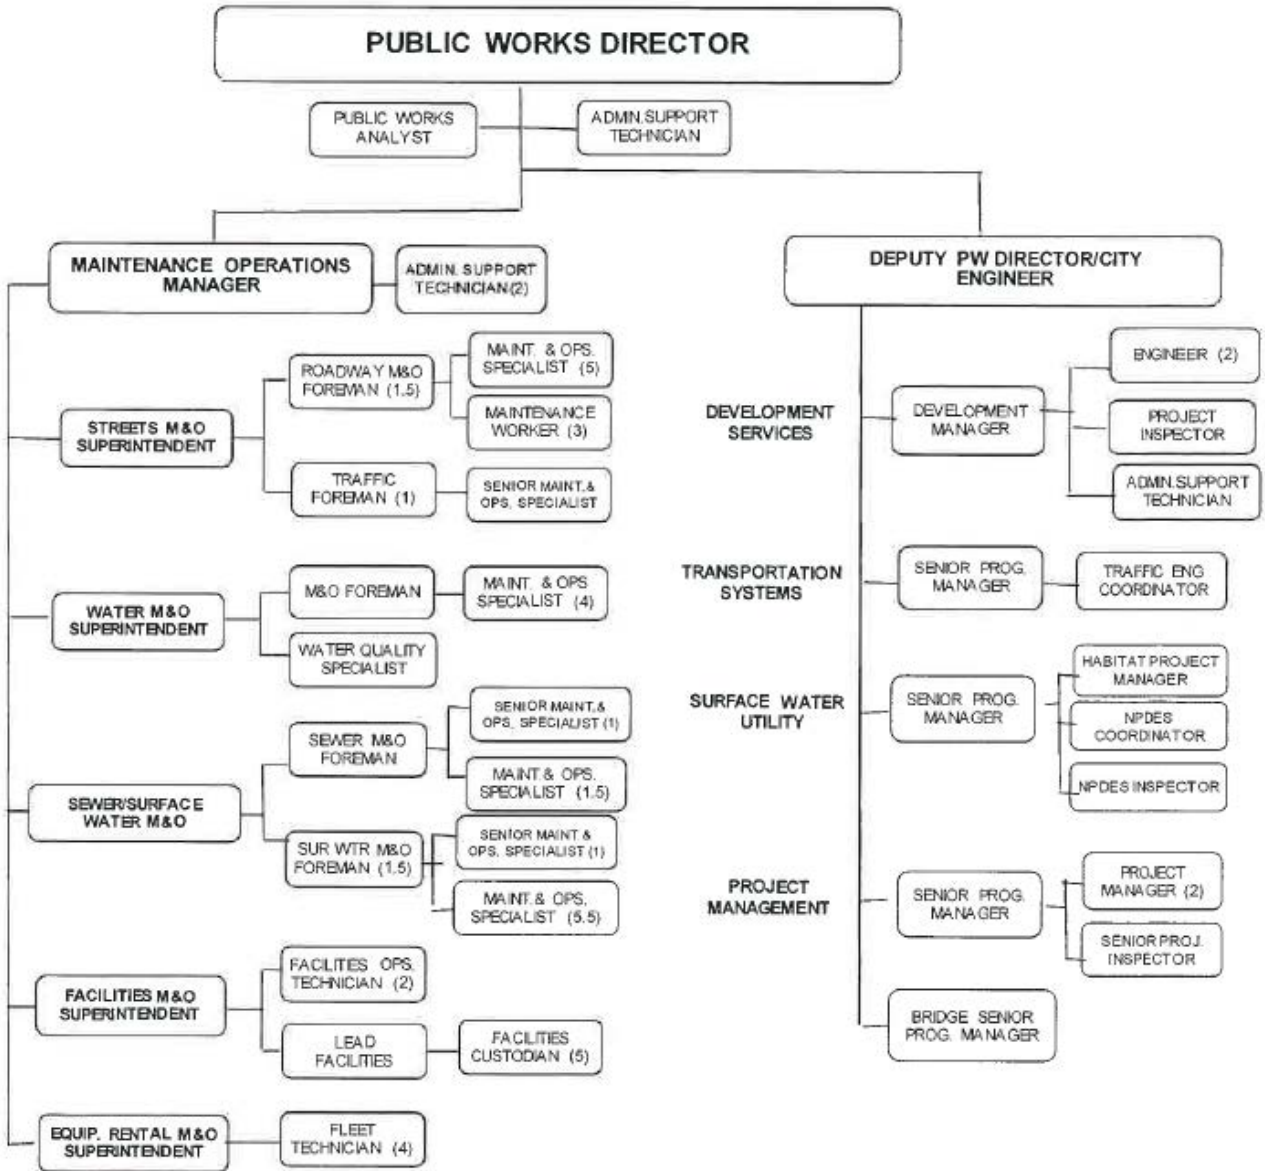 PUBLIC WORKS DIRECTOR
PUBLIC WORKS
ANALYST
ADMN.SUPPORT
TECHNICIAN
MAINTENANCE OPERATIONS
MANAGER
ADMIN. SUPPORT
TECHNICIAN (2)
STREETS M&O
SUPERINTENDENT
ROADWAY M&O
FOREMAN (1.5)
MAINT. & OPS.
SPECIALIST (5)
MAINTENANCE
WORKER (3)
TRAFFIC
FOREMAN (1)
SENIOR MAINT.&
OPS. SPECIALIST
WATER M&O
SUPERINTENDENT
M&O FOREMAN
MAINT. & OPS
SPECIALIST (4)
WATER QUALITY
SPECIALIST
SEWER/SURFACE
WATER M&O
SEWER M&O
FOREMAN
SENIOR MAINT.&
OPS. SPECIALIST (1)
MAINT.& OPS.
SPECIALIST (1.5)
SUR WTR M&O
FOREMAN (1.5)
SENIOR MAINT &
OPS. SPECIALIST (1)
MAINT.& OPS.
SPECIALIST (5.5)
FACILITIES M&O
SUPERINTENDENT
FACILITIES OPS.
TECHNICIAN (2)
LEAD
FACILITIES
FACILITIES
CUSTODIAN (5)
EQUIP. RENTAL M&O
SUPERINTENDENT
FLEET
TECHNICIAN (4)
DEPUTY PW DIRECTOR/CITY
ENGINEER
DEVELOPMENT
SERVICES
DEVELOPMENT
MANAGER
ENGINEER (2)
PROJECT
INSPECTOR
ADMN.SUPPORT
TECHNICIAN
TRANSPORTATION
SYSTEMS
SENIOR PROG.
MANAGER
TRAFFIC ENG
COORDINATOR
SURFACE WATER
UTILITY
SENIOR PROG.
MANAGER
HABITAT PROJECT
MANAGER
NPDES
COORDINATOR
NPDES INSPECTOR
PROJECT
MANAGEMENT
SENIOR PROG.
MANAGER
PROJECT
MANAGER (2)
SENIOR PROJ.
INSPECTOR
BRIDGE SENIOR
PROG. MANAGER